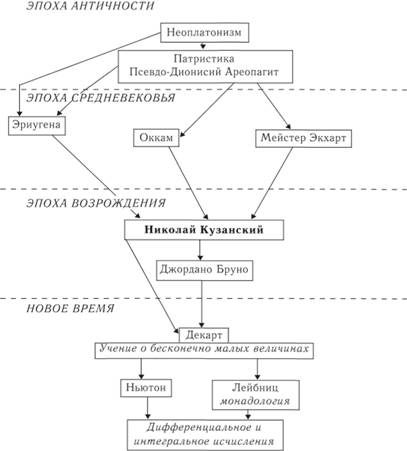 ЭПОХА АНТИЧНОСТИ
Неоплатонизм
Патристика
Псевдо-Дионисий Ареопагит
ЭПОХА СРЕДНЕВЕКОВЬЯ
Эриугена
Оккам
Мейстер Экхарт
ЭПОХА ВОЗРОЖДЕНИЯ
Николай Кузанский
Джордано Бруно
НОВОЕ ВРЕМЯ
Декарт
Учение о бесконечно малых величинах
Ньютон
Лейбниц
монадология
Дифференциальное и
интегральное исчисления